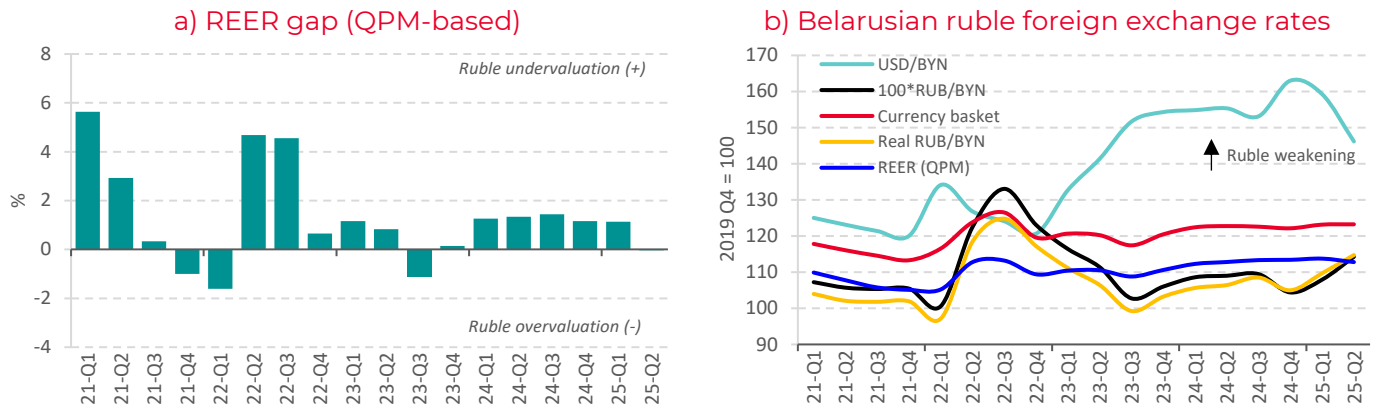 a) REER gap (QPM-based)
8
6
4
2
0
-2
-4
%
Ruble undervaluation (+)
Ruble overvaluation (-)
21-Q1
21-Q2
21-Q3
21-Q4
22-Q1
22-Q2
22-Q3
22-Q4
23-Q1
23-Q2
23-Q3
23-Q4
24-Q1
24-Q2
24-Q3
24-Q4
25-Q1
25-Q2
b) Belarusian ruble foreign exchange rates
170
160
150
140
130
120
110
100
90
2019 Q4 = 100
USD/BYN
100*RUB/BYN
Currency basket
Real RUB/BYN
REER (QPM)
Ruble weakening
21-Q1
21-Q2
21-Q3
21-Q4
22-Q1
22-Q2
22-Q3
22-Q4
23-Q1
23-Q2
23-Q3
23-Q4
24-Q1
24-Q2
24-Q3
24-Q4
25-Q1
25-Q2